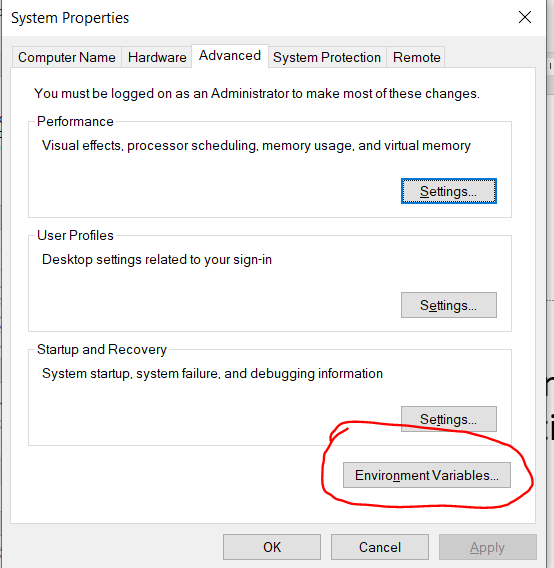 System Properties
Computer Name Hardware Advanced System Protection Remote
You must be logged on as an Administrator to make most of these changes.
Performance
Visual effects, processor scheduling, memory usage, and virtual memory
Settings...
User Profiles
Desktop settings related to your sign-in
Settings...
Startup and Recovery
System startup, system failure, and debugging information
Settings...
Environment Variables...
OK Cancel Apply